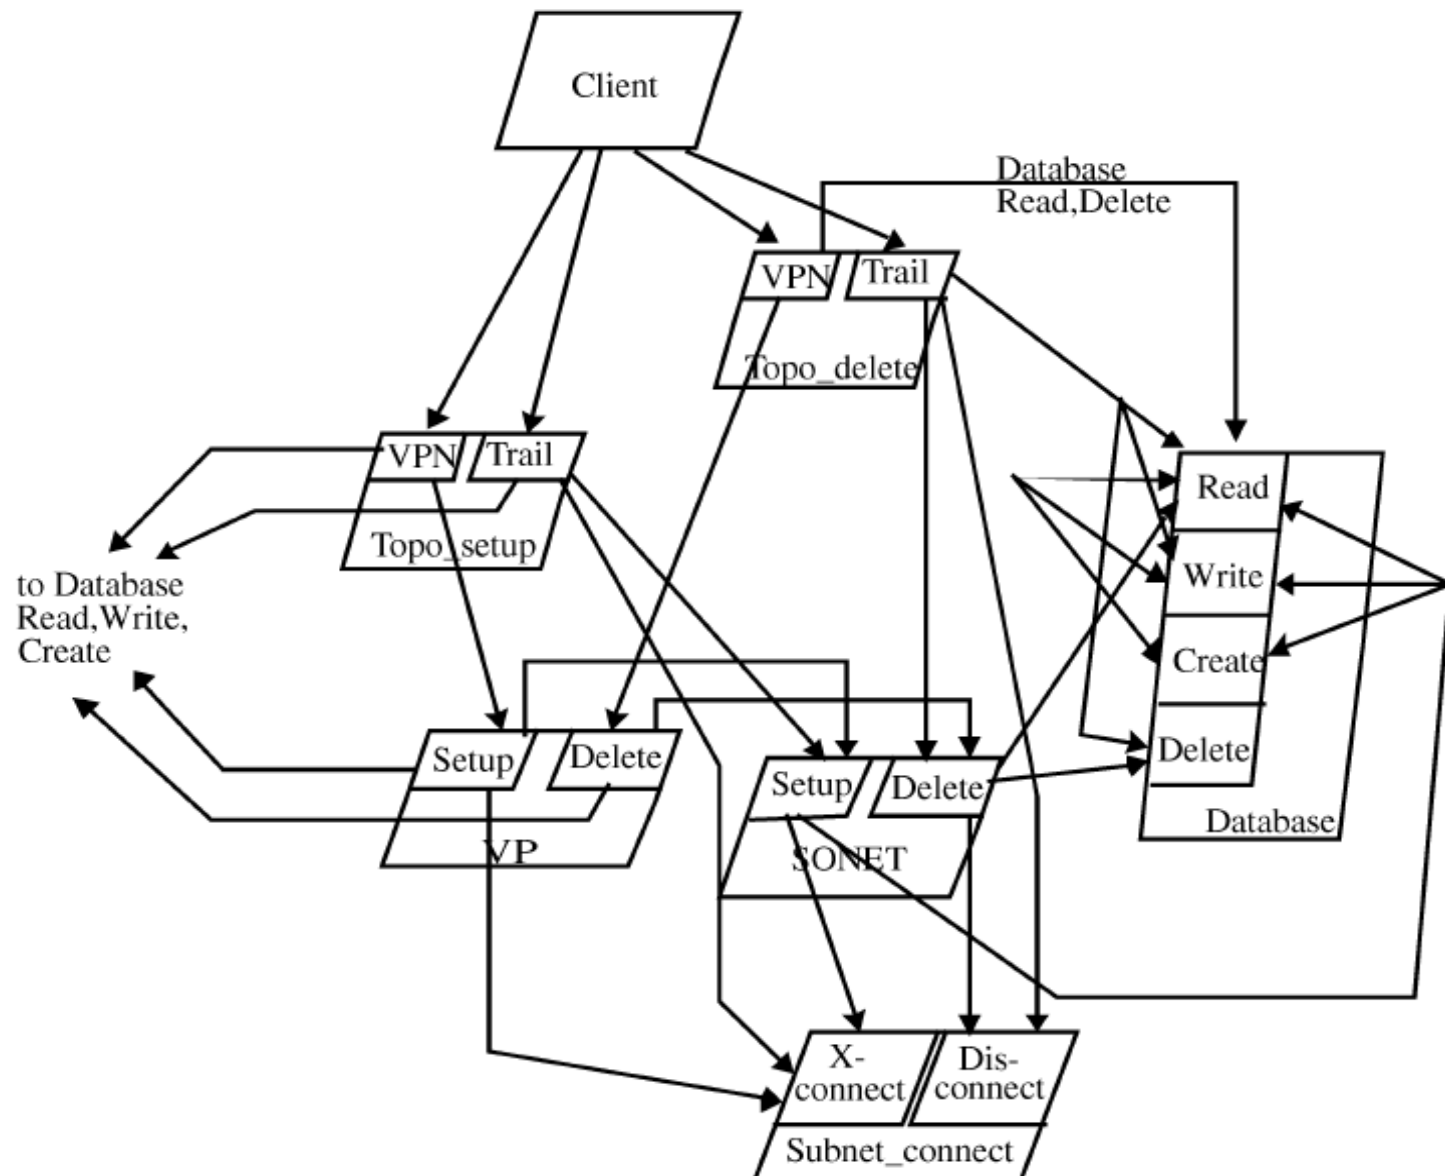 Client
Database
Read,Delete
VPN
Trail
Topo_delete
VPN
Trail
Topo_setup
Read
Write
Create
Delete
Database
to Database
Read,Write,
Create
Setup
Delete
VP
Setup
Delete
SONET
X-
connect
Dis-
connect
Subnet_connect